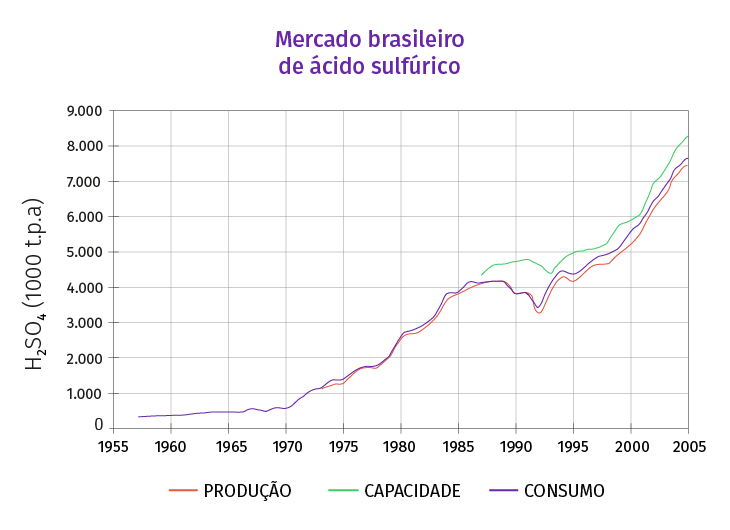 Mercado brasileiro
de ácido sulfúrico
H₂SO₄ (1000 t.p.a)
9.000
8.000
7.000
6.000
5.000
4.000
3.000
2.000
1.000
0
1955 1960 1965 1970 1975 1980 1985 1990 1995 2000 2005
PRODUÇÃO CAPACIDADE CONSUMO